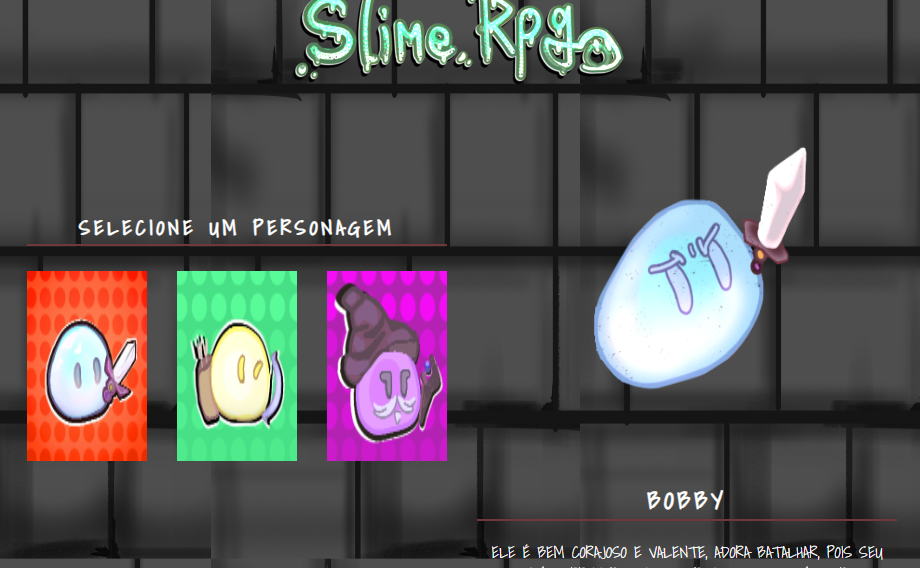 Slime Rpg
SELECIONE UM PERSONAGEM
BOBBY
ELE É BEM CORAJOSO E VALENTE, ADORA BATALHAR, POIS SEU